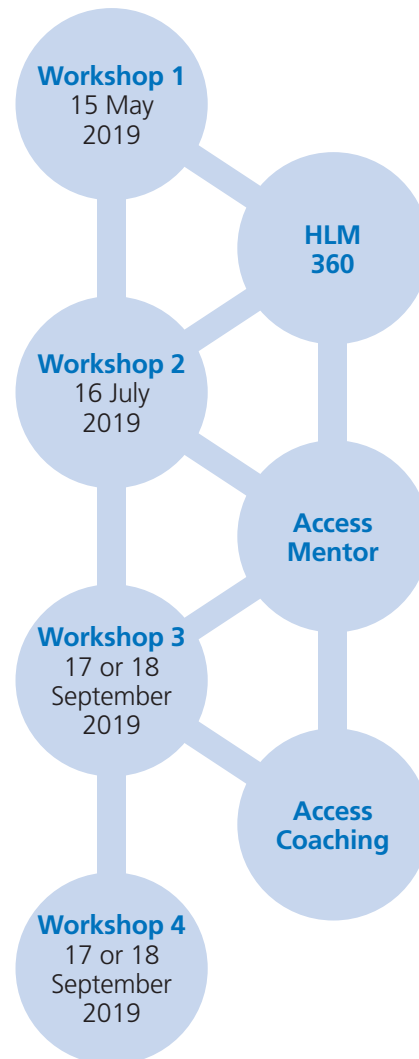 Workshop 1
15 May
2019
HLM
360
Workshop 2
16 July
2019
Access
Mentor
Workshop 3
17 or 18
September
2019
Access
Coaching
Workshop 4
17 or 18
September
2019